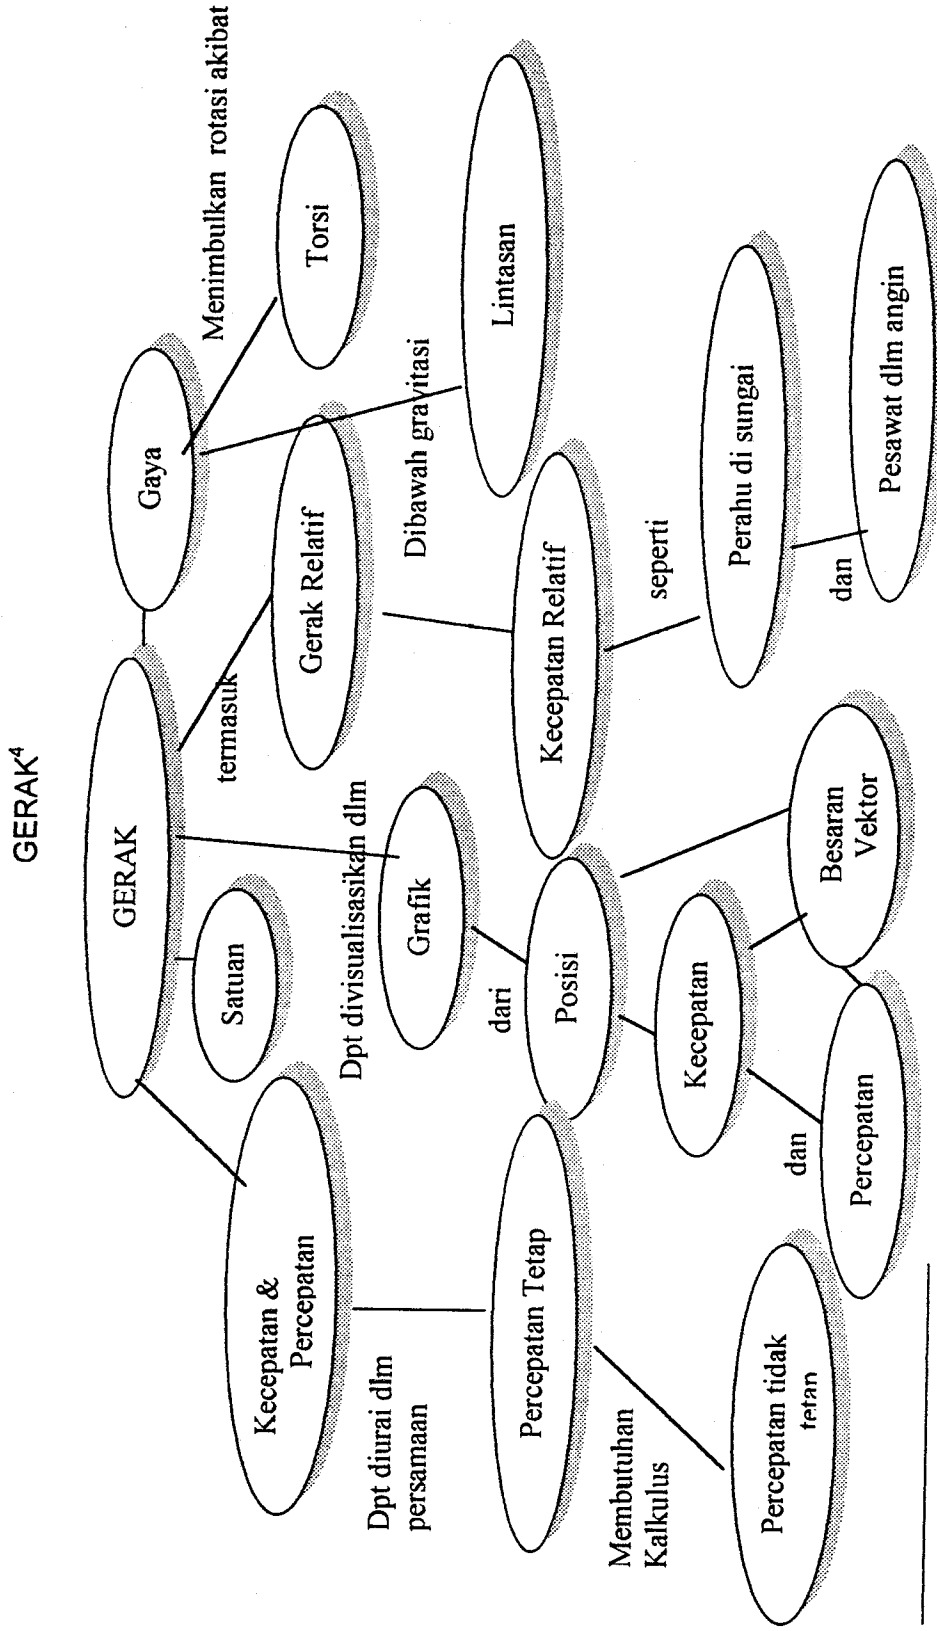 GERAK⁴
GERAK
Gaya
Satuan
termasuk
Menimbulkan rotasi akibat
Kecepatan &
Percepatan
Gerak Relatif
Torsi
Dpt divisualisasikan dlm
Dpt diurai dlm
persamaan
Grafik
Dibawah gravitasi
dari
Percepatan Tetap
Posisi
Kecepatan Relatif
Lintasan
Membutuhan
Kalkulus
seperti
Kecepatan
Perahu di sungai
Percepatan tidak
tetap
dan
Besaran
Vektor
dan
Percepatan
Pesawat dlm angin